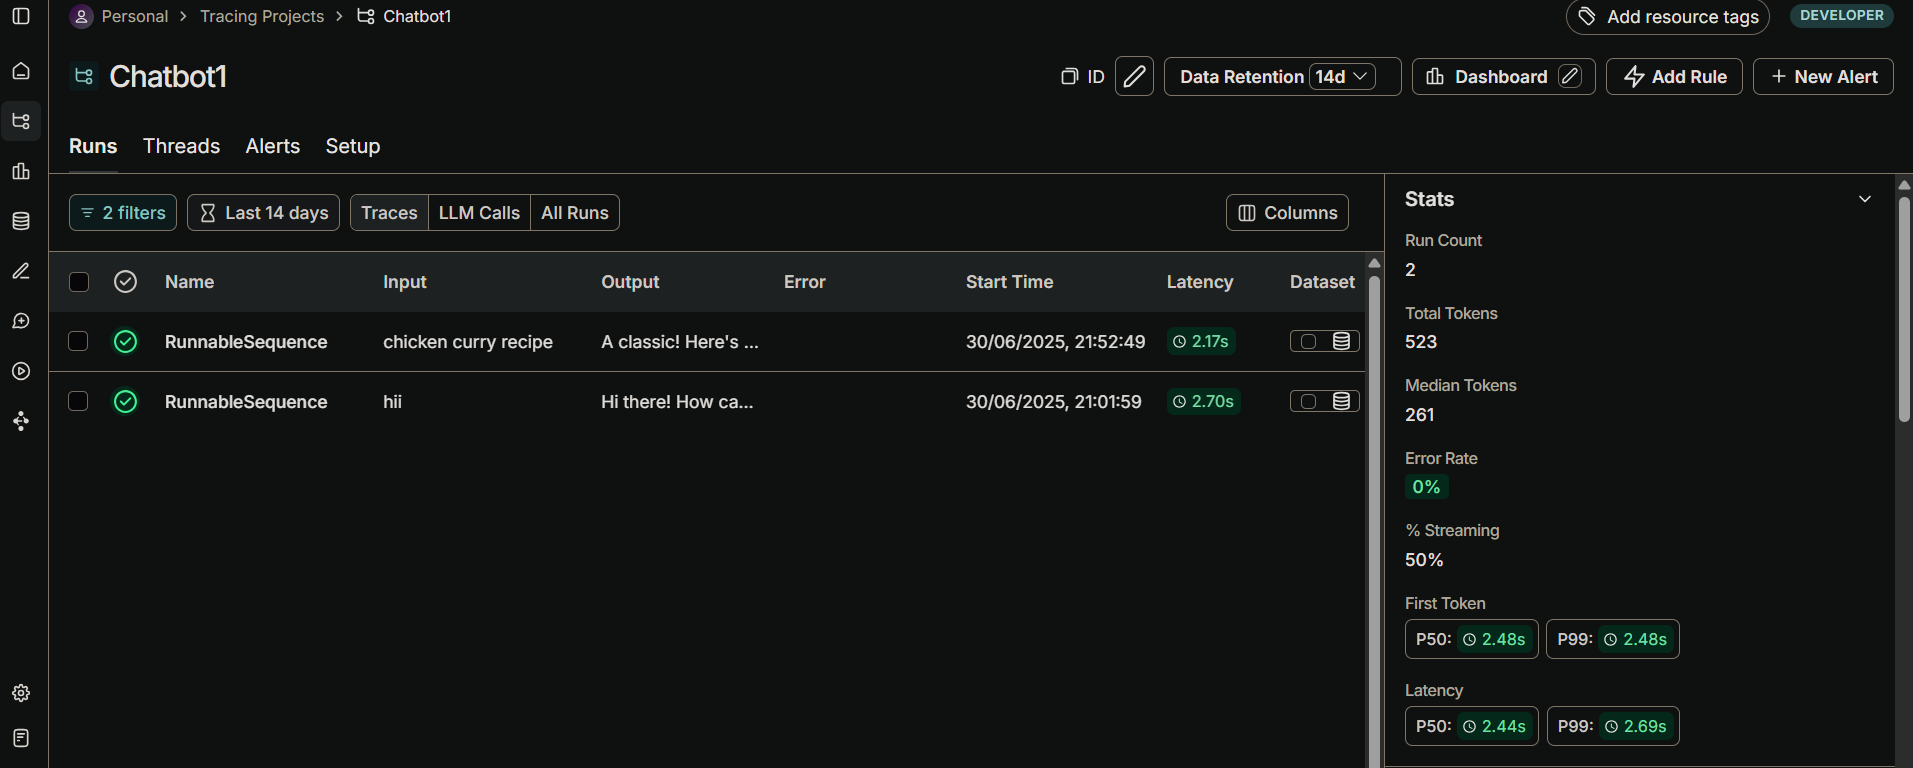 Personal > Tracing Projects > Chatbot1
Add resource tags
DEVELOPER
Chatbot1
ID
Data Retention 14d
Dashboard
Add Rule
+ New Alert
Runs Threads Alerts Setup
2 filters
Last 14 days
Traces LLM Calls All Runs
Columns
Name Input Output Error Start Time Latency Dataset
RunnableSequence chicken curry recipe A classic! Here's ... 30/06/2025, 21:52:49 2.17s
RunnableSequence hii Hi there! How ca... 30/06/2025, 21:01:59 2.70s
Stats
Run Count
2
Total Tokens
523
Median Tokens
261
Error Rate
0%
% Streaming
50%
First Token
P50: 2.48s P99: 2.48s
Latency
P50: 2.44s P99: 2.69s